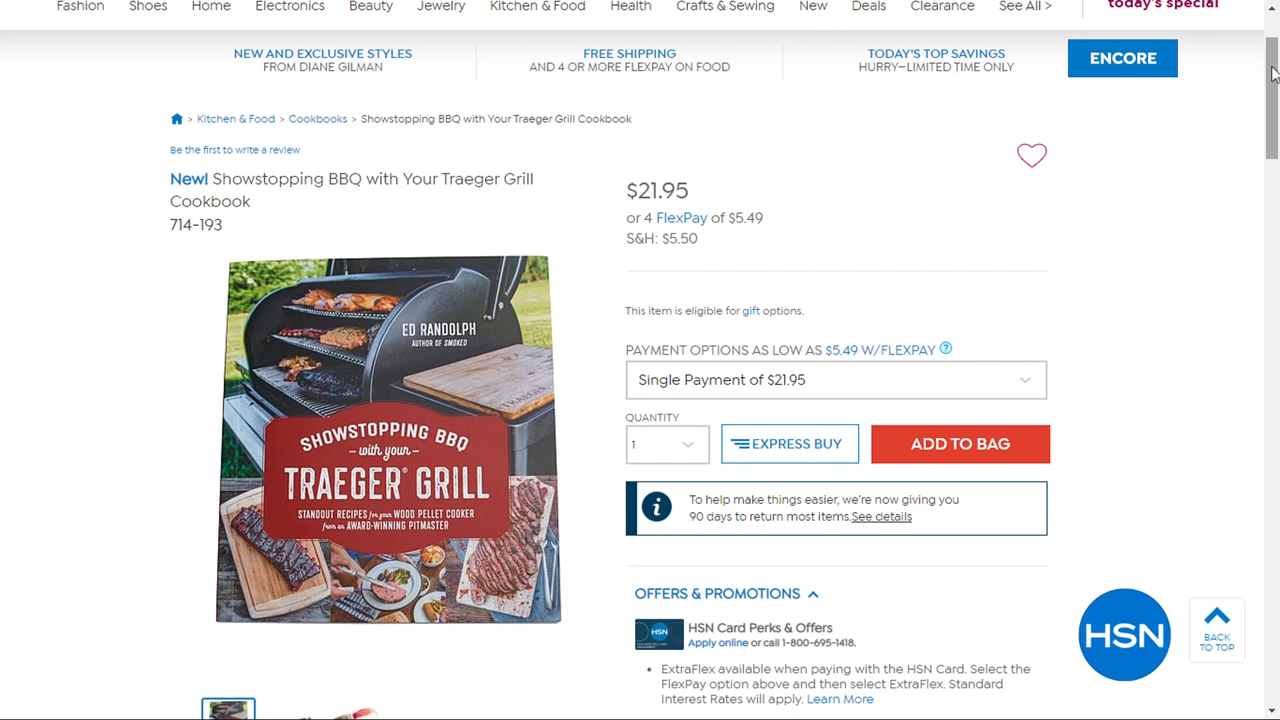 Fashion Shoes Home Electronics Beauty Jewelry Kitchen & Food Health Crafts & Sewing New Deals Clearance See All >
today's special
NEW AND EXCLUSIVE STYLES
FROM DIANE GILMAN
FREE SHIPPING
AND 4 OR MORE FLEXPAY ON FOOD
TODAY'S TOP SAVINGS
HURRY—LIMITED TIME ONLY
ENCORE
> Kitchen & Food > Cookbooks > Showstopping BBQ with Your Traeger Grill Cookbook
Be the first to write a review
New! Showstopping BBQ with Your Traeger Grill
Cookbook
714-193
ED RANDOLPH
AUTHOR OF SMOKED
SHOWSTOPPING BBQ
- with your -
TRAEGER® GRILL
STANDOUT RECIPES for your WOOD PELLET COOKER
from an AWARD-WINNING PITMASTER
TRAEGER
$21.95
or 4 FlexPay of $5.49
S&H: $5.50
This item is eligible for gift options.
PAYMENT OPTIONS AS LOW AS $5.49 W/FLEXPAY ?
Single Payment of $21.95
QUANTITY
1
EXPRESS BUY
ADD TO BAG
i
To help make things easier, we're now giving you
90 days to return most items.See details
OFFERS & PROMOTIONS
HSN
HSN Card Perks & Offers
Apply online or call 1-800-695-1418.
• ExtraFlex available when paying with the HSN Card. Select the
FlexPay option above and then select ExtraFlex. Standard
Interest Rates will apply. Learn More
HSN
BACK
TO TOP